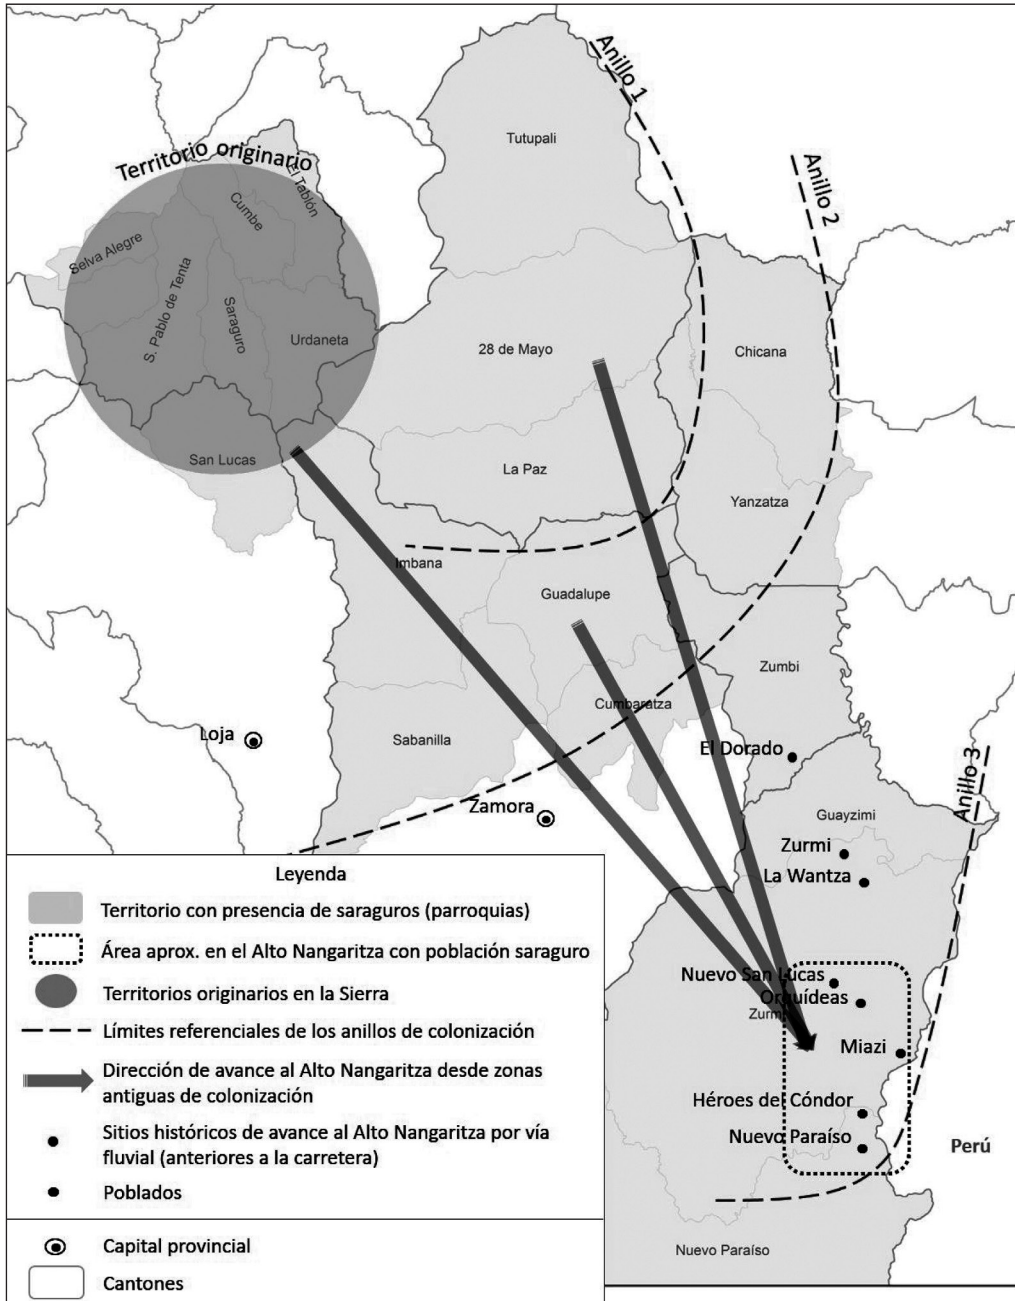 Anillo 1
Tutupali
Territorio originario
El Tablón
Anillo 2
Cumbe
Selva Alegre
S. Pablo de Tenta
Saraguro
Urdaneta
28 de Mayo
Chicana
San Lucas
La Paz
Yanzatza
Imbana
Guadalupe
Zumbi
Cumbaratza
Loja
Sabanilla
El Dorado
Anillo 3
Zamora
Guayzimi
Zurmi
La Wantza
Nuevo San Lucas
Orquídeas
Zurmi
Miazi
Héroes del Cóndor
Nuevo Paraíso
Perú
Nuevo Paraíso
Leyenda
Territorio con presencia de saraguros (parroquias)
Área aprox. en el Alto Nangaritza con población saraguro
Territorios originarios en la Sierra
Límites referenciales de los anillos de colonización
Dirección de avance al Alto Nangaritza desde zonas
antiguas de colonización
Sitios históricos de avance al Alto Nangaritza por vía
fluvial (anteriores a la carretera)
Poblados
Capital provincial
Cantones